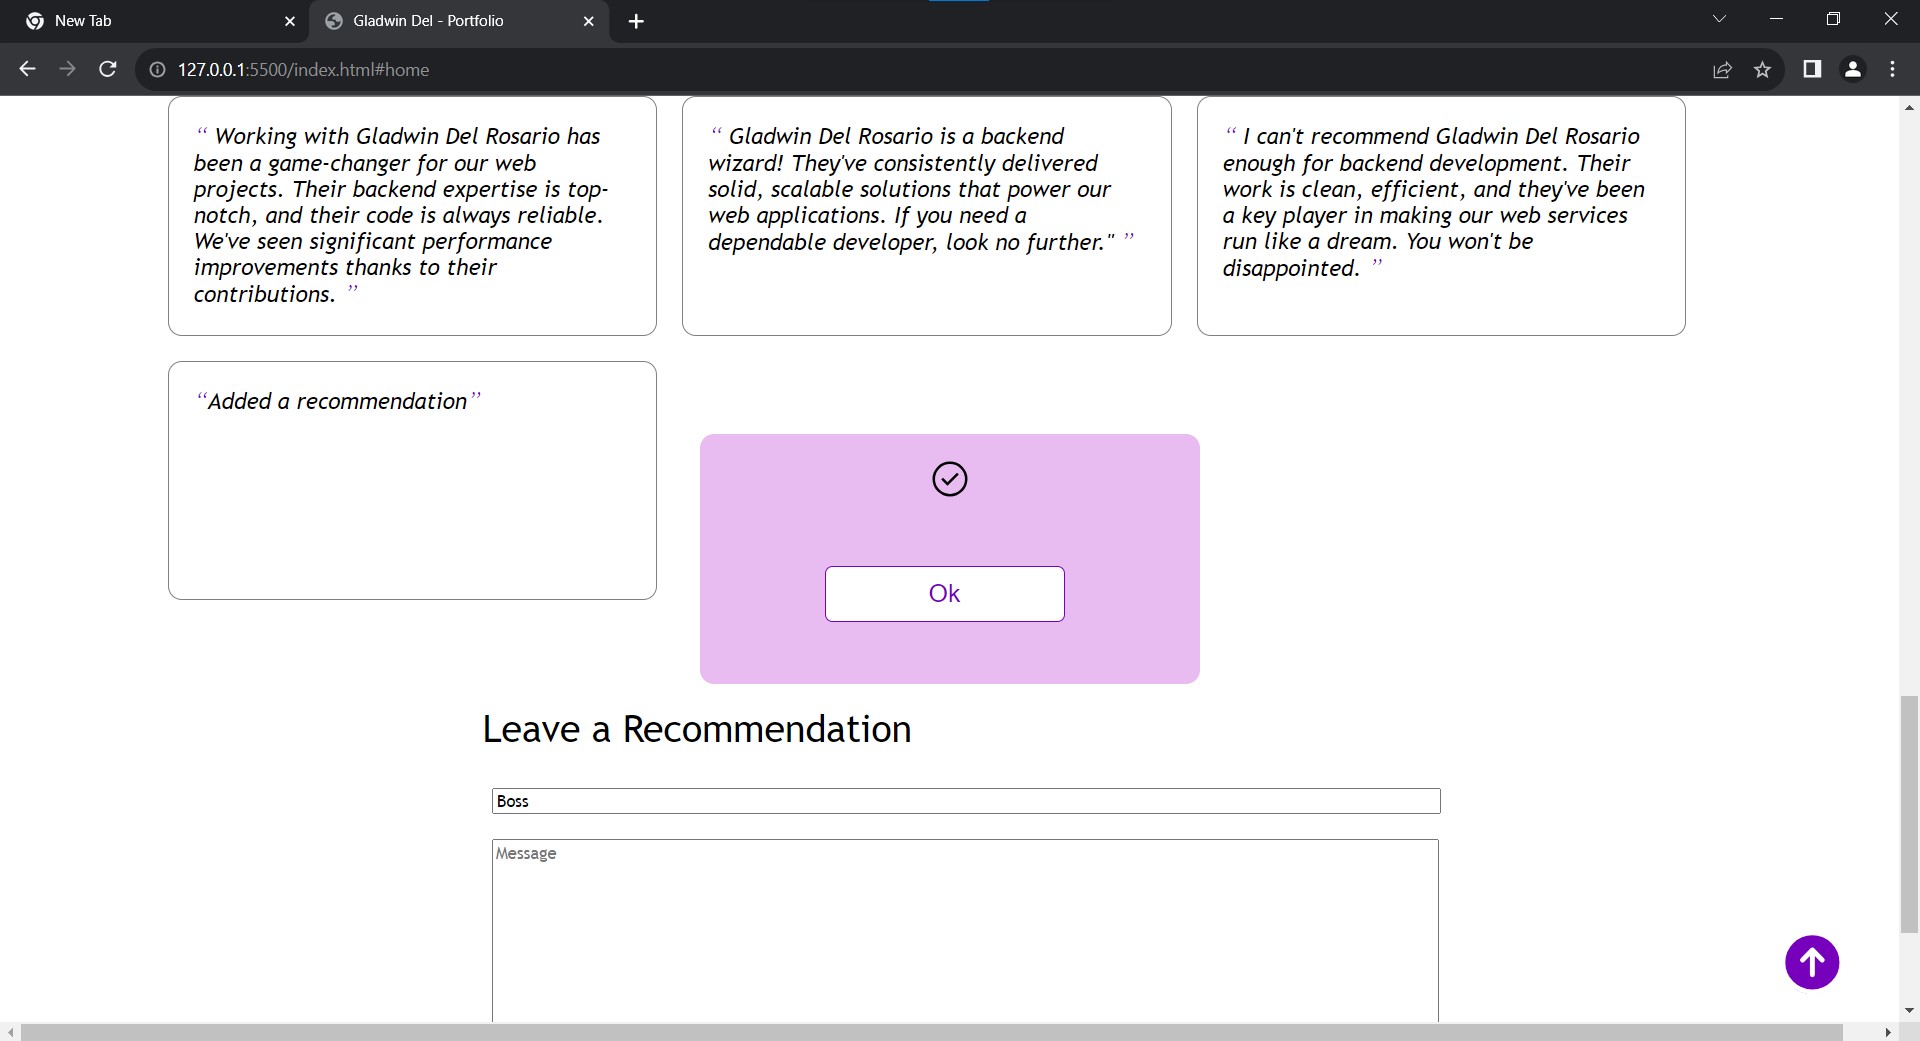 New Tab
Gladwin Del - Portfolio
127.0.0.1:5500/index.html#home
“ Working with Gladwin Del Rosario has
been a game-changer for our web
projects. Their backend expertise is top-
notch, and their code is always reliable.
We've seen significant performance
improvements thanks to their
contributions. ”
“ Gladwin Del Rosario is a backend
wizard! They've consistently delivered
solid, scalable solutions that power our
web applications. If you need a
dependable developer, look no further." ”
“ I can't recommend Gladwin Del Rosario
enough for backend development. Their
work is clean, efficient, and they've been
a key player in making our web services
run like a dream. You won't be
disappointed. ”
“Added a recommendation”
Ok
Leave a Recommendation
Boss
Message